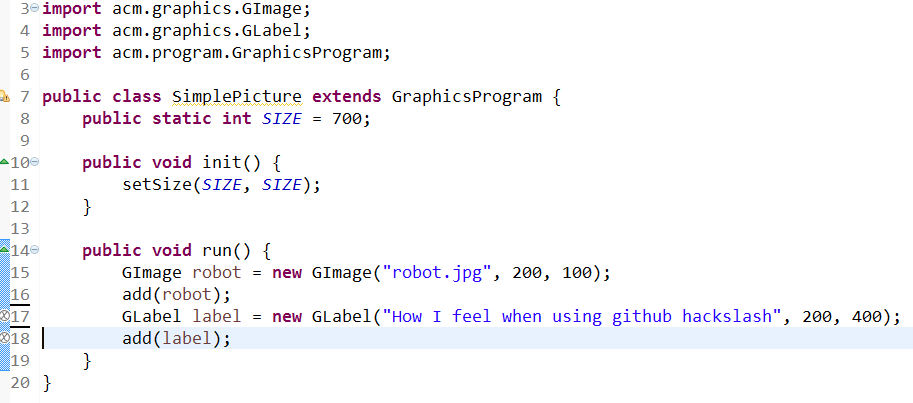 3 import acm.graphics.GImage;
4 import acm.graphics.GLabel;
5 import acm.program.GraphicsProgram;
6
7 public class SimplePicture extends GraphicsProgram {
8     public static int SIZE = 700;
9
10     public void init() {
11         setSize(SIZE, SIZE);
12     }
13
14     public void run() {
15         GImage robot = new GImage("robot.jpg", 200, 100);
16         add(robot);
17         GLabel label = new GLabel("How I feel when using github hackslash", 200, 400);
18         add(label);
19     }
20 }